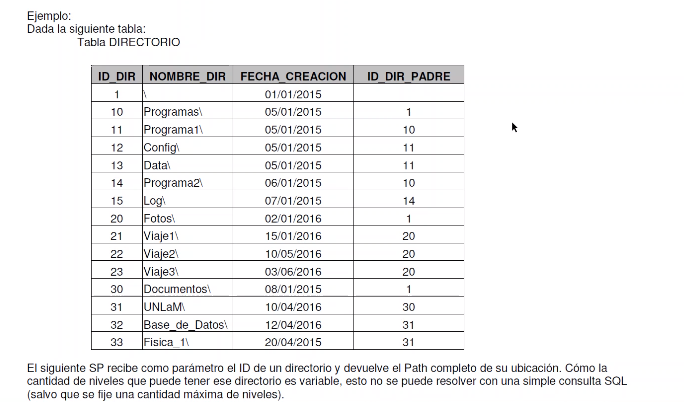 Ejemplo:
Dada la siguiente tabla:
Tabla DIRECTORIO
ID_DIR NOMBRE_DIR FECHA_CREACION ID_DIR_PADRE
1 \ 01/01/2015
10 Programas\ 05/01/2015 1
11 Programa1\ 05/01/2015 10
12 Config\ 05/01/2015 11
13 Data\ 05/01/2015 11
14 Programa2\ 06/01/2015 10
15 Log\ 07/01/2015 14
20 Fotos\ 02/01/2016 1
21 Viaje1\ 15/01/2016 20
22 Viaje2\ 10/05/2016 20
23 Viaje3\ 03/06/2016 20
30 Documentos\ 08/01/2015 1
31 UNLaM\ 10/04/2016 30
32 Base_de_Datos\ 12/04/2016 31
33 Fisica_1\ 20/04/2015 31
El siguiente SP recibe como parámetro el ID de un directorio y devuelve el Path completo de su ubicación. Cómo la
cantidad de niveles que puede tener ese directorio es variable, esto no se puede resolver con una simple consulta SQL
(salvo que se fije una cantidad máxima de niveles).